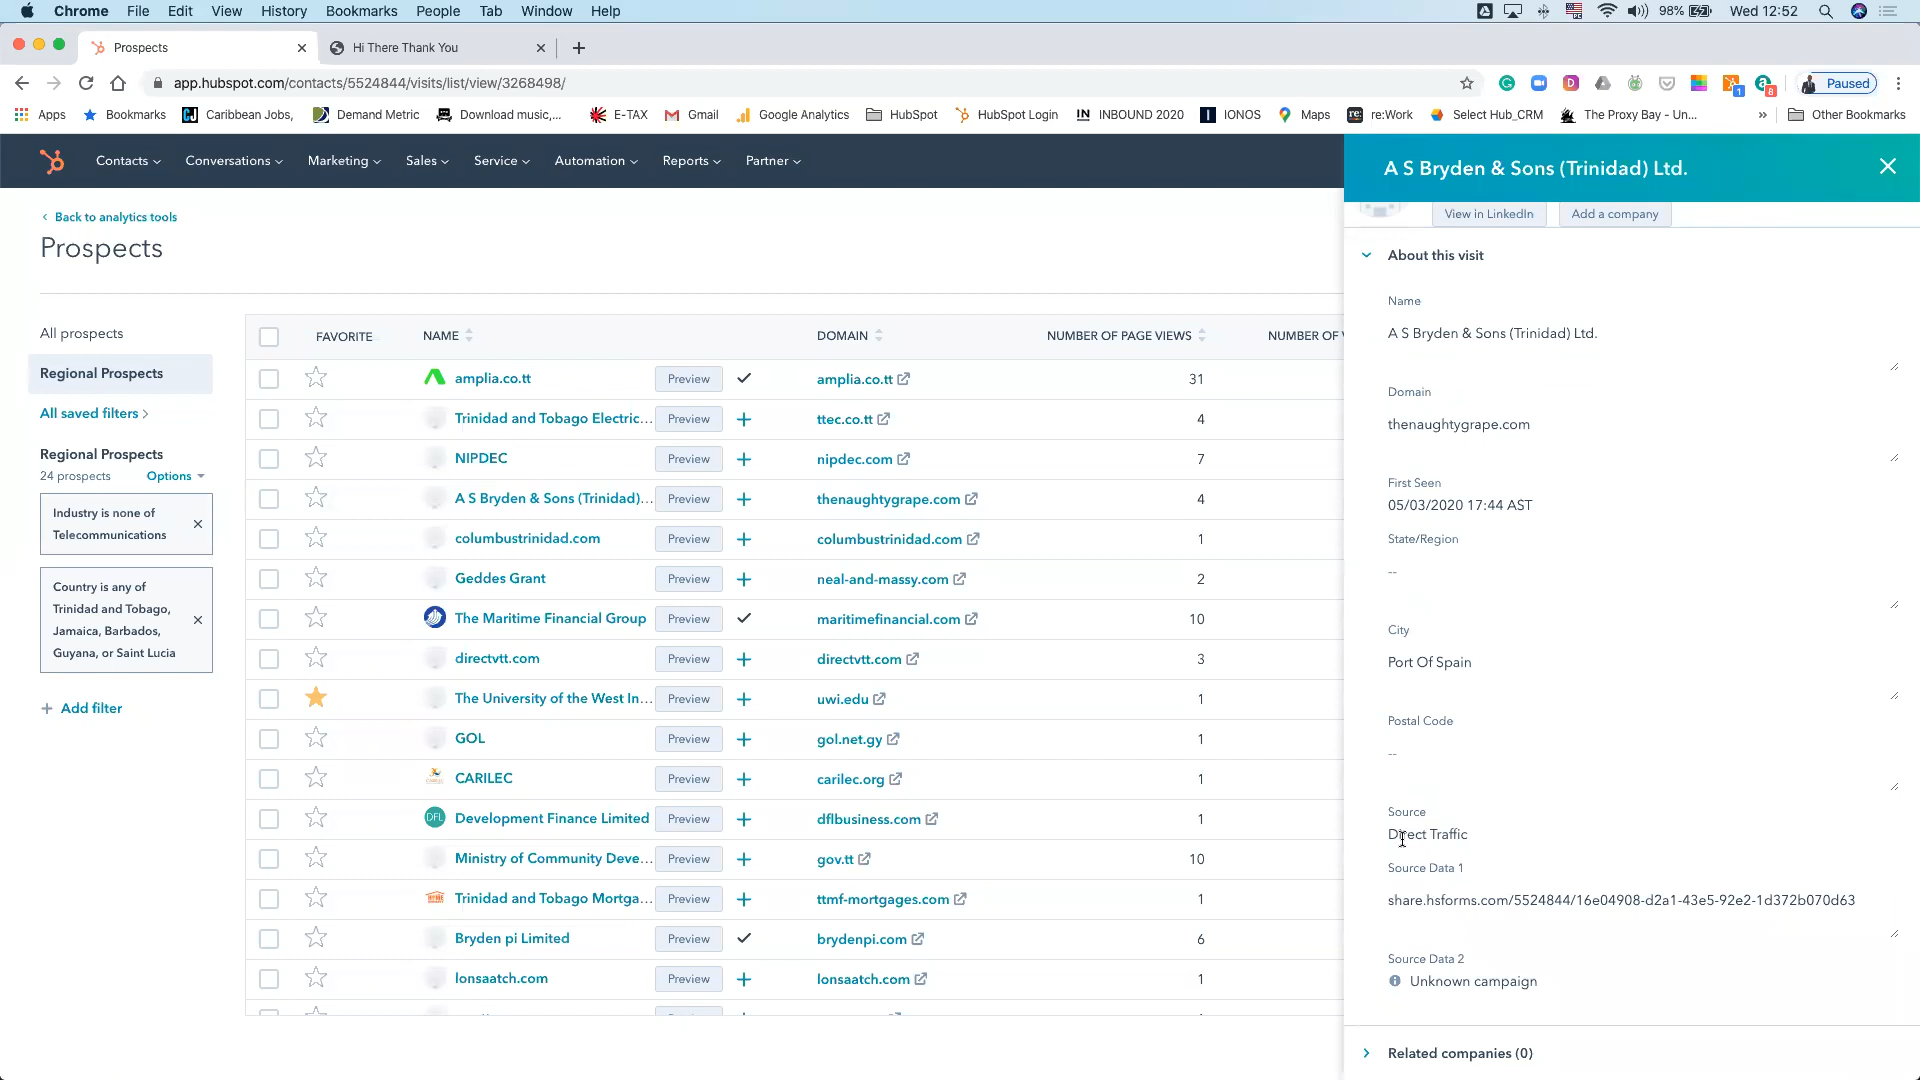 Chrome File Edit View History Bookmarks People Tab Window Help 98% Wed 12:52
Prospects Hi There Thank You
app.hubspot.com/contacts/5524844/visits/list/view/3268498/ D 1 8 Paused
Apps Bookmarks CJ Caribbean Jobs, Demand Metric Download music,... E-TAX Gmail Google Analytics HubSpot HubSpot Login IN INBOUND 2020 IONOS Maps re: re:Work Select Hub_CRM The Proxy Bay - Un... » Other Bookmarks
Contacts Conversations Marketing Sales Service Automation Reports Partner
Back to analytics tools
Prospects
All prospects
Regional Prospects
All saved filters
Regional Prospects
24 prospects Options
Industry is none of
Telecommunications
Country is any of
Trinidad and Tobago,
Jamaica, Barbados,
Guyana, or Saint Lucia
+ Add filter
FAVORITE NAME DOMAIN NUMBER OF PAGE VIEWS NUMBER OF
amplia.co.tt Preview amplia.co.tt 31
Trinidad and Tobago Electric... Preview ttec.co.tt 4
NIPDEC Preview nipdec.com 7
A S Bryden & Sons (Trinidad)... Preview thenaughtygrape.com 4
columbustrinidad.com Preview columbustrinidad.com 1
Geddes Grant Preview neal-and-massy.com 2
The Maritime Financial Group Preview maritimefinancial.com 10
directvtt.com Preview directvtt.com 3
The University of the West In... Preview uwi.edu 1
GOL Preview gol.net.gy 1
CARILEC Preview carilec.org 1
DFL Development Finance Limited Preview dflbusiness.com 1
Ministry of Community Deve... Preview gov.tt 10
Trinidad and Tobago Mortga... Preview ttmf-mortgages.com 1
Bryden pi Limited Preview brydenpi.com 6
lonsaatch.com Preview lonsaatch.com 1
A S Bryden & Sons (Trinidad) Ltd.
View in LinkedIn Add a company
About this visit
Name
A S Bryden & Sons (Trinidad) Ltd.
Domain
thenaughtygrape.com
First Seen
05/03/2020 17:44 AST
State/Region
--
City
Port Of Spain
Postal Code
--
Source
Direct Traffic
Source Data 1
share.hsforms.com/5524844/16e04908-d2a1-43e5-92e2-1d372b070d63
Source Data 2
Unknown campaign
Related companies (0)